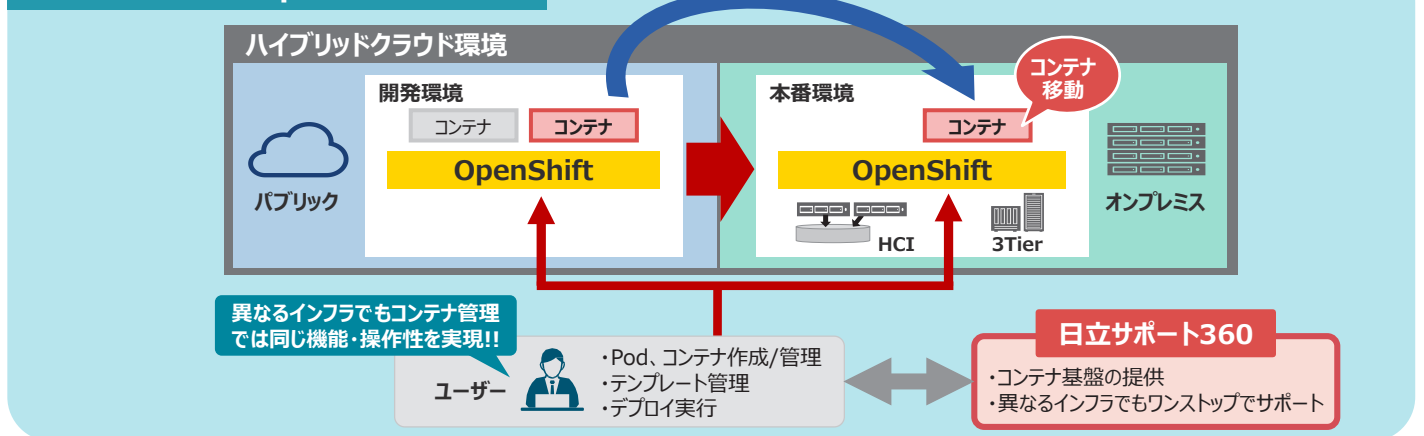 ハイブリッドクラウド環境
開発環境
コンテナ
コンテナ
OpenShift
パブリック
本番環境
コンテナ
移動
コンテナ
OpenShift
HCI
3Tier
オンプレミス
異なるインフラでもコンテナ管理
では同じ機能・操作性を実現!!
ユーザー
・Pod、コンテナ作成/管理
・テンプレート管理
・デプロイ実行
日立サポート360
・コンテナ基盤の提供
・異なるインフラでもワンストップでサポート